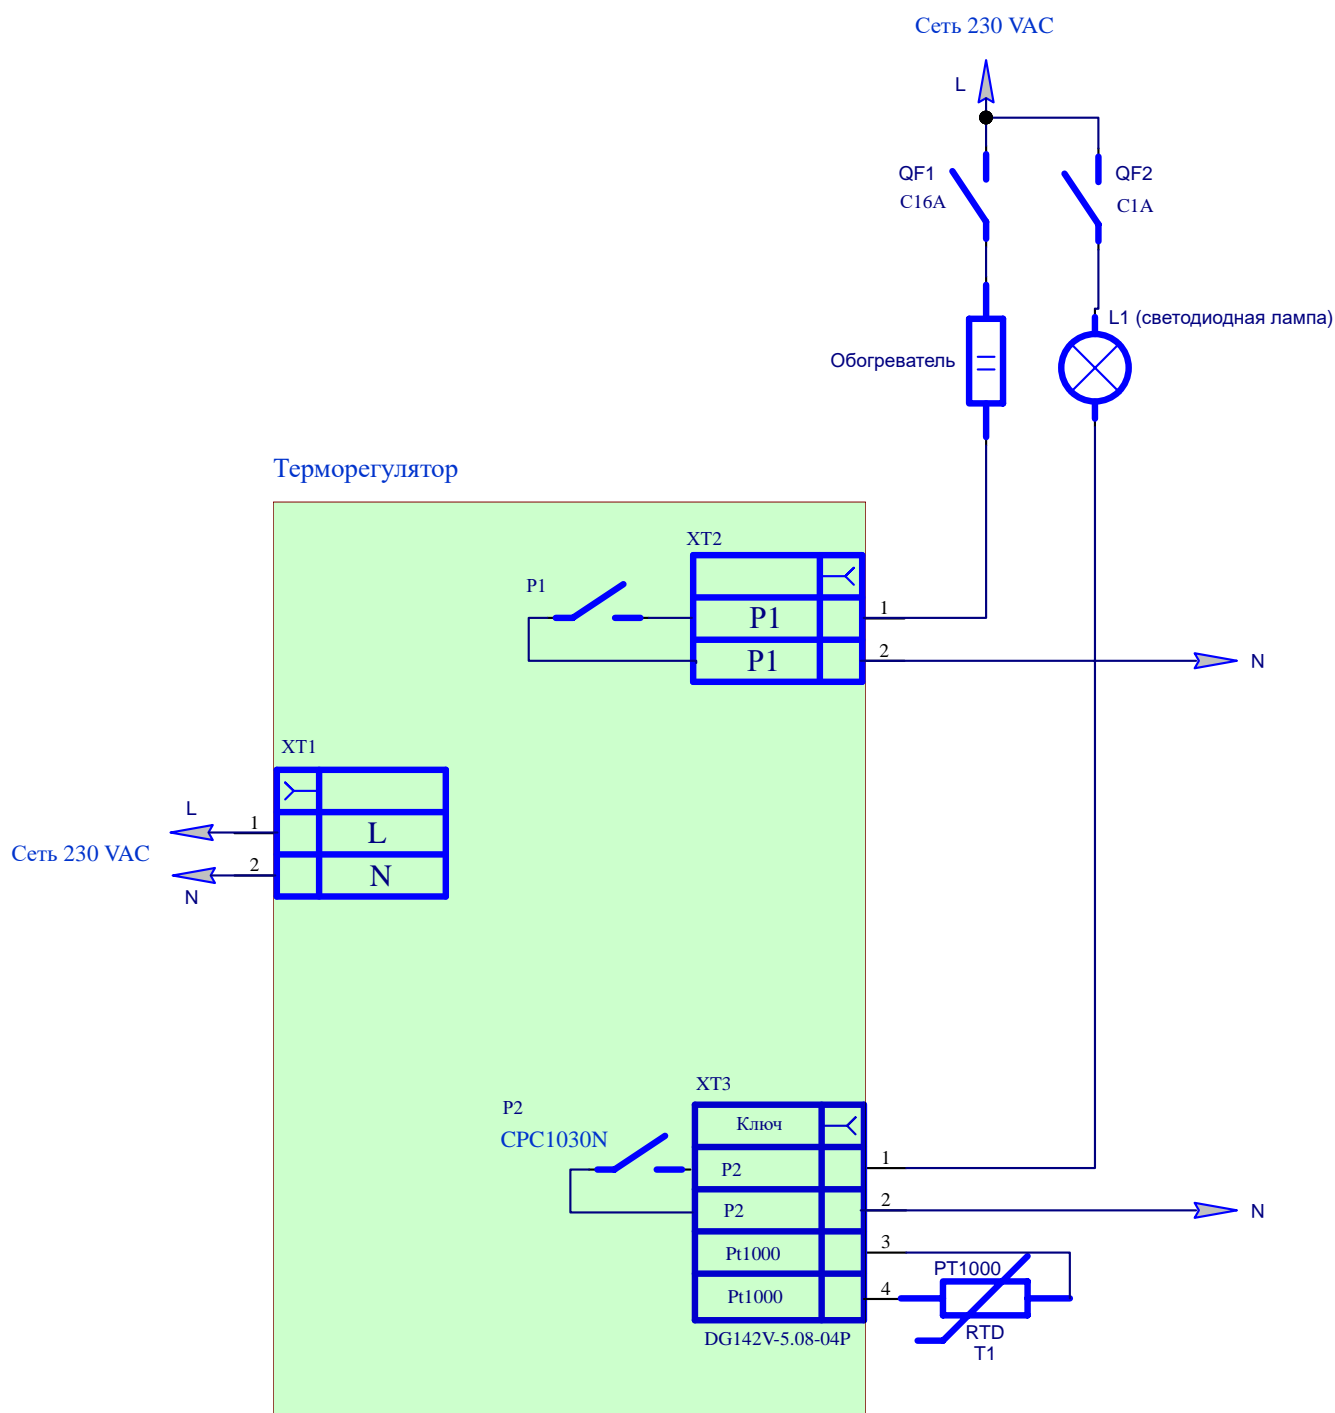 Сеть 230 VAC
L
QF1
C16A
QF2
C1A
L1 (светодиодная лампа)
Обогреватель
Терморегулятор
XT2
P1
P1
1
P1
2
N
XT1
L
1
L
Сеть 230 VAC
2
N
N
XT3
P2
CPC1030N
Ключ
P2
1
P2
2
N
Pt1000
3
PT1000
Pt1000
4
RTD
T1
DG142V-5.08-04P